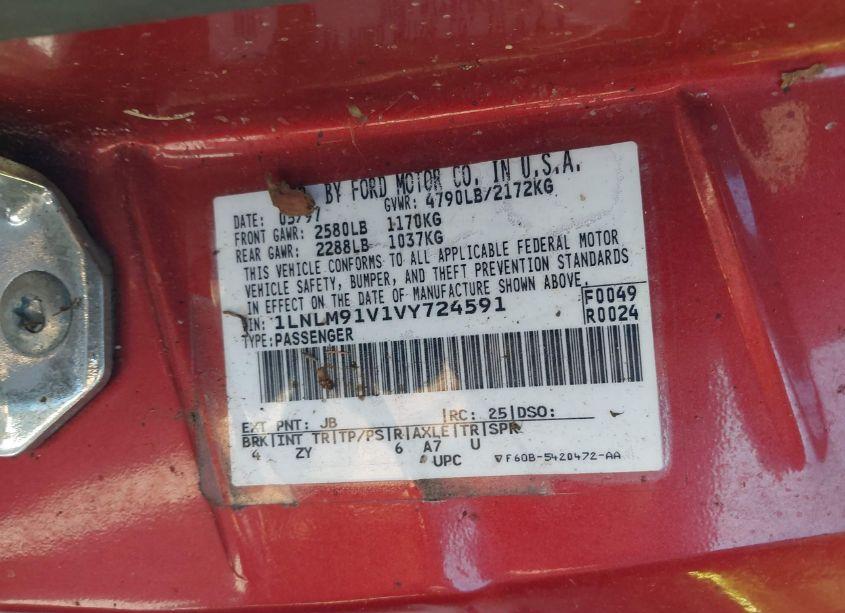 BY FORD MOTOR CO. IN U.S.A.
DATE: 03/97 GVWR: 4790LB/2172KG
FRONT GAWR: 2580LB 1170KG
REAR GAWR: 2288LB 1037KG
THIS VEHICLE CONFORMS TO ALL APPLICABLE FEDERAL MOTOR
VEHICLE SAFETY, BUMPER, AND THEFT PREVENTION STANDARDS
IN EFFECT ON THE DATE OF MANUFACTURE SHOWN ABOVE.
VIN: 1LNLM91V1VY724591 F0049
TYPE:PASSENGER R0024
EXT PNT: JB |RC: 25|DSO:
BRK|INT TR|TP/PS|R|AXLE|TR|SPR
4 ZY 6 A7 U
UPC ▽F60B-5420472-AA